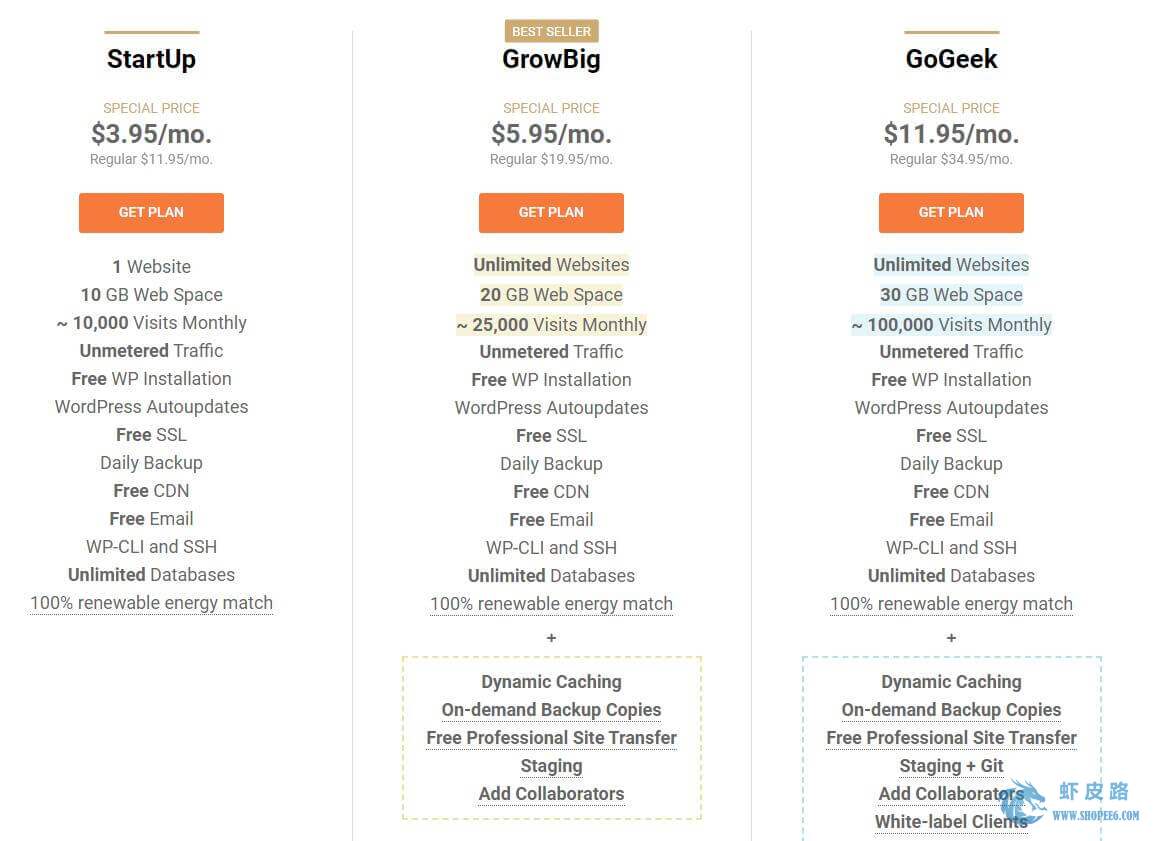 StartUp
SPECIAL PRICE
$3.95/mo.
Regular $11.95/mo.
GET PLAN
1 Website
10 GB Web Space
~ 10,000 Visits Monthly
Unmetered Traffic
Free WP Installation
WordPress Autoupdates
Free SSL
Daily Backup
Free CDN
Free Email
WP-CLI and SSH
Unlimited Databases
100% renewable energy match
BEST SELLER
GrowBig
SPECIAL PRICE
$5.95/mo.
Regular $19.95/mo.
GET PLAN
Unlimited Websites
20 GB Web Space
~ 25,000 Visits Monthly
Unmetered Traffic
Free WP Installation
WordPress Autoupdates
Free SSL
Daily Backup
Free CDN
Free Email
WP-CLI and SSH
Unlimited Databases
100% renewable energy match
+
Dynamic Caching
On-demand Backup Copies
Free Professional Site Transfer
Staging
Add Collaborators
GoGeek
SPECIAL PRICE
$11.95/mo.
Regular $34.95/mo.
GET PLAN
Unlimited Websites
30 GB Web Space
~ 100,000 Visits Monthly
Unmetered Traffic
Free WP Installation
WordPress Autoupdates
Free SSL
Daily Backup
Free CDN
Free Email
WP-CLI and SSH
Unlimited Databases
100% renewable energy match
+
Dynamic Caching
On-demand Backup Copies
Free Professional Site Transfer
Staging + Git
Add Collaborators
White-label Clients
虾皮路
WWW.SHOPEE6.COM